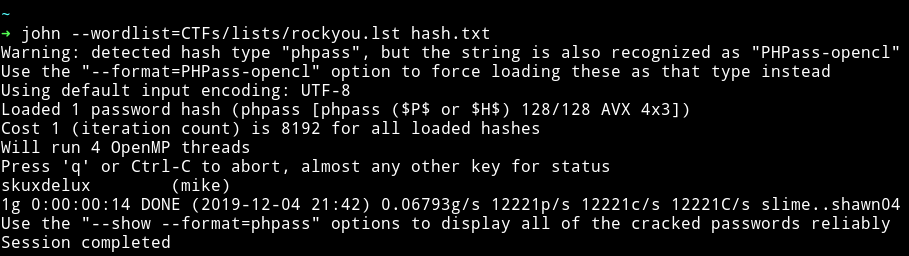 ~
➜ john --wordlist=CTFs/lists/rockyou.lst hash.txt
Warning: detected hash type "phpass", but the string is also recognized as "PHPass-opencl"
Use the "--format=PHPass-opencl" option to force loading these as that type instead
Using default input encoding: UTF-8
Loaded 1 password hash (phpass [phpass ($P$ or $H$) 128/128 AVX 4x3])
Cost 1 (iteration count) is 8192 for all loaded hashes
Will run 4 OpenMP threads
Press 'q' or Ctrl-C to abort, almost any other key for status
skuxdelux        (mike)
1g 0:00:00:14 DONE (2019-12-04 21:42) 0.06793g/s 12221p/s 12221c/s 12221C/s slime..shawn04
Use the "--show --format=phpass" options to display all of the cracked passwords reliably
Session completed